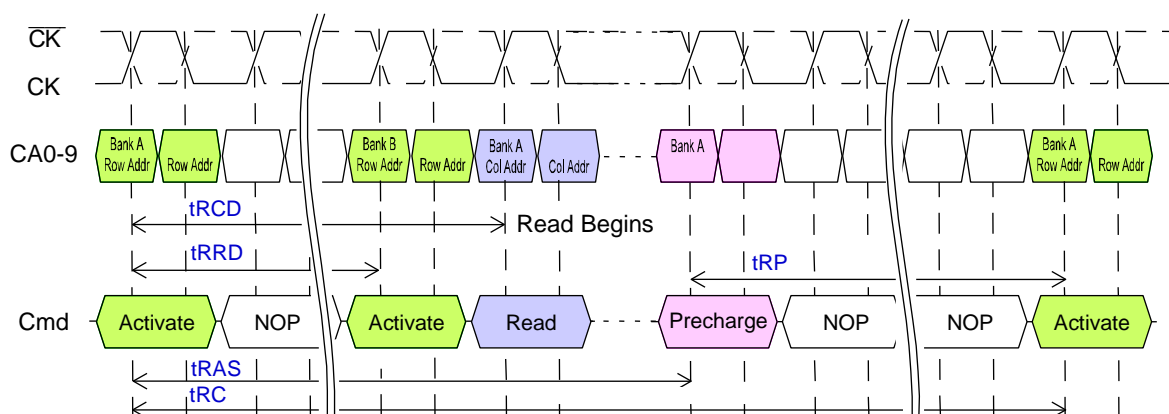 CK
CK
CA0-9
Bank A
Row Addr
Row Addr
Bank B
Row Addr
Row Addr
Bank A
Col Addr
Col Addr
Bank A
Bank A
Row Addr
Row Addr
tRCD
Read Begins
tRRD
tRP
Cmd
Activate
NOP
Activate
Read
Precharge
NOP
NOP
Activate
tRAS
tRC